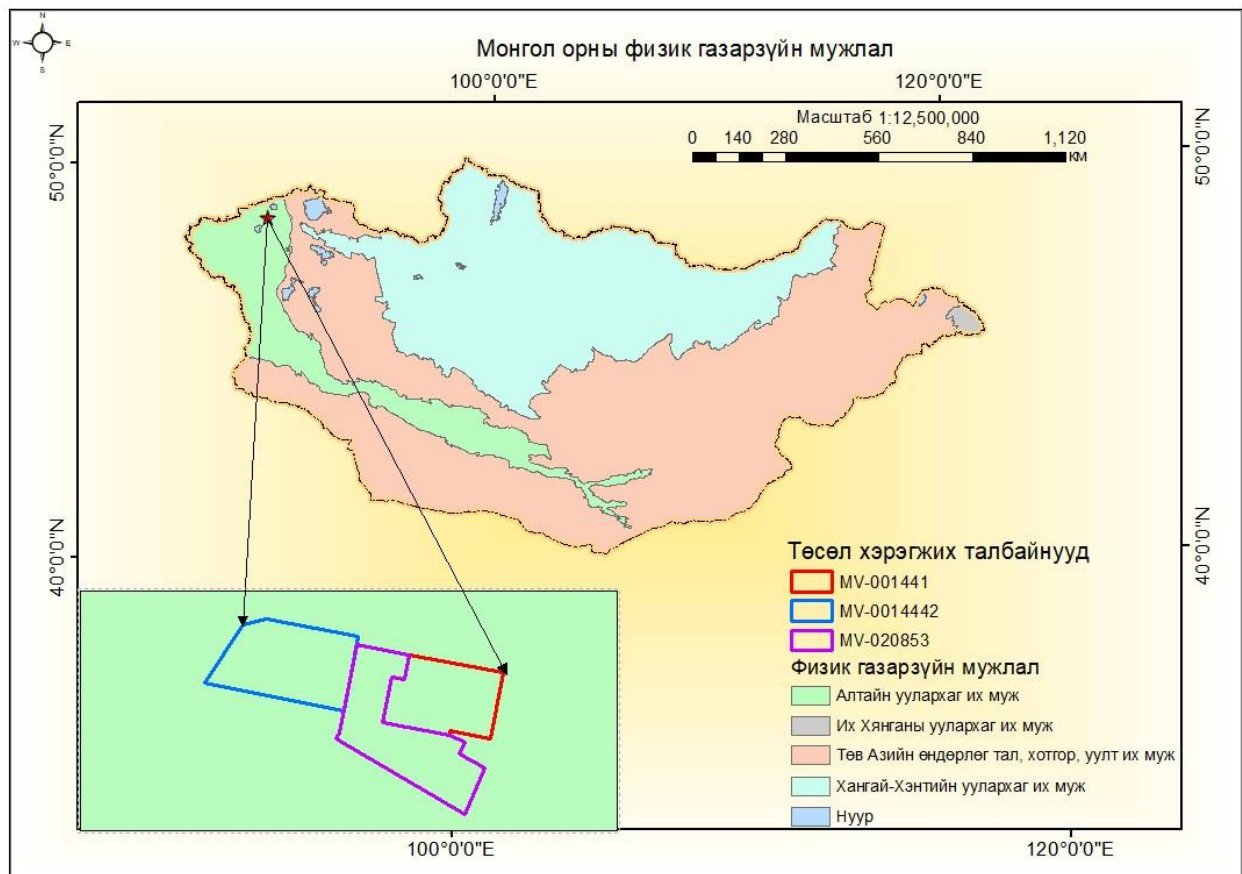 N
W E
S
Монгол орны физик газарзүйн мужлал
100°0'0"E 120°0'0"E
Масштаб 1:12,500,000
0 140 280 560 840 1,120
КМ
50°0'0"N 50°0'0"N
40°0'0"N 40°0'0"N
Төсөл хэрэгжих талбайнууд
MV-001441
MV-0014442
MV-020853
Физик газарзүйн мужлал
Алтайн уулархаг их муж
Их Хянганы уулархаг их муж
Төв Азийн өндөрлөг тал, хотгор, уулт их муж
Хангай-Хэнтийн уулархаг их муж
Нуур
100°0'0"E 120°0'0"E